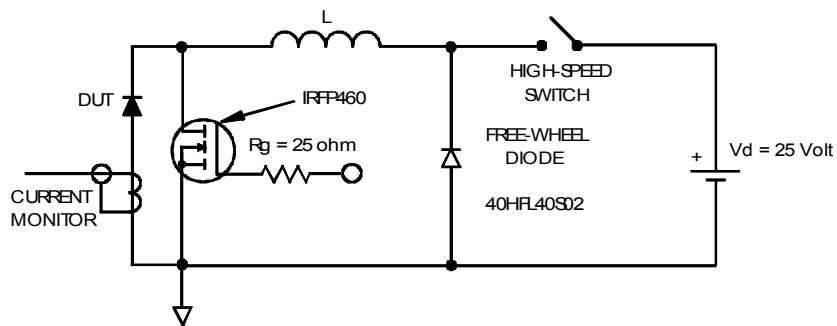 L
DUT
IRFP460
HIGH-SPEED
SWITCH
Rg = 25 ohm
FREE-WHEEL
DIODE
+
Vd = 25 Volt
CURRENT
MONITOR
40HFL40S02